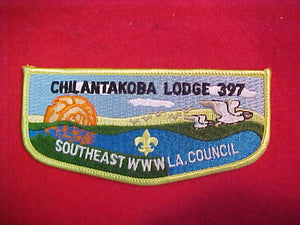 CHILANTAKOBA LODGE 397
SOUTHEAST WWW LA. COUNCIL